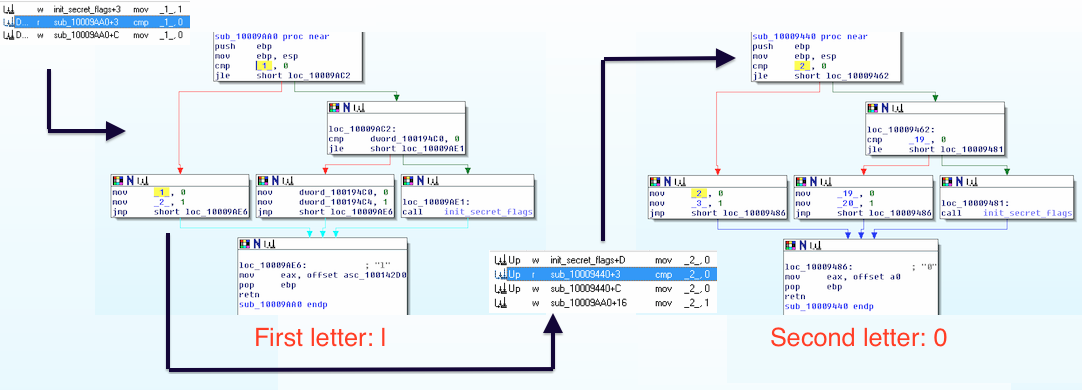 w init_secret_flags+3 mov _1_, 1
D... r sub_10009AA0+3 cmp _1_, 0
D... w sub_10009AA0+C mov _1_, 0
sub_10009AA0 proc near
push ebp
mov ebp, esp
cmp _1_, 0
jle short loc_10009AC2
loc_10009AC2:
cmp dword_100194C0, 0
jle short loc_10009AE1
mov _1_, 0
mov _2_, 1
jmp short loc_10009AE6
mov dword_100194C0, 0
mov dword_100194C4, 1
jmp short loc_10009AE6
loc_10009AE1:
call init_secret_flags
loc_10009AE6: ; "l"
mov eax, offset asc_100142D0
pop ebp
retn
sub_10009AA0 endp
First letter: l
Up w init_secret_flags+D mov _2_, 0
Up r sub_10009440+3 cmp _2_, 0
Up w sub_10009440+C mov _2_, 0
w sub_10009AA0+16 mov _2_, 1
sub_10009440 proc near
push ebp
mov ebp, esp
cmp _2_, 0
jle short loc_10009462
loc_10009462:
cmp _19_, 0
jle short loc_10009481
mov _2_, 0
mov _3_, 1
jmp short loc_10009486
mov _19_, 0
mov _20_, 1
jmp short loc_10009486
loc_10009481:
call init_secret_flags
loc_10009486: ; "0"
mov eax, offset a0
pop ebp
retn
sub_10009440 endp
Second letter: 0